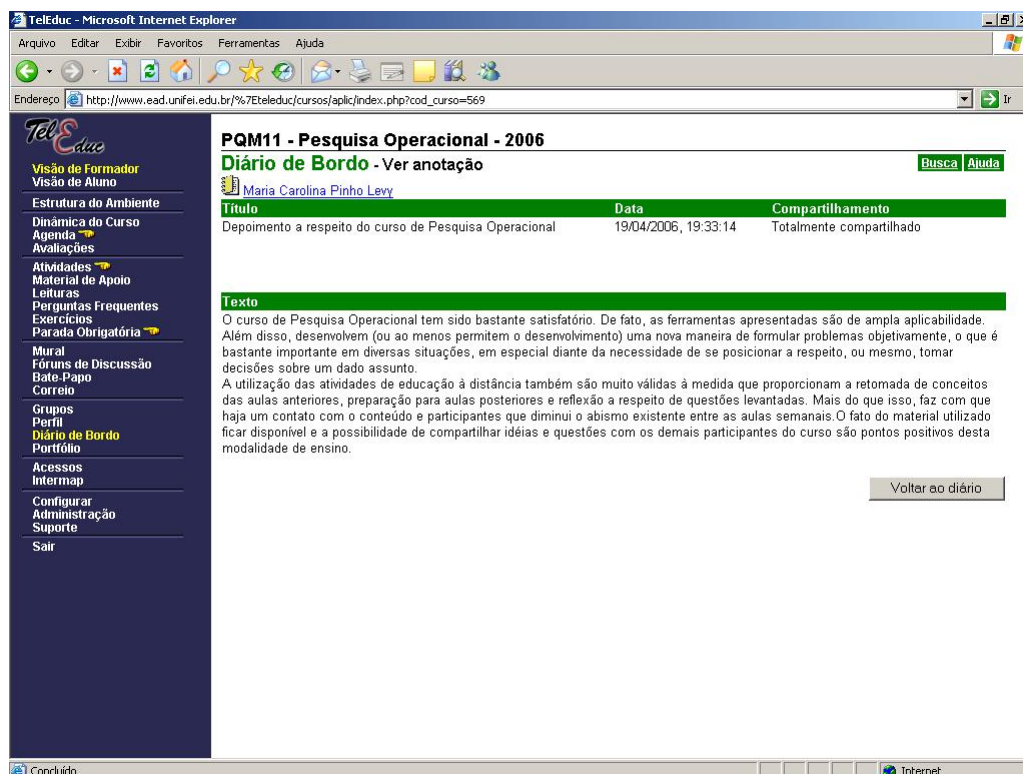 TelEduc - Microsoft Internet Explorer
Arquivo Editar Exibir Favoritos Ferramentas Ajuda
Endereço http://www.ead.unifei.edu.br/%7Eteleduc/cursos/aplic/index.php?cod_curso=569 Ir
TelEduc
Visão de Formador
Visão de Aluno
Estrutura do Ambiente
Dinâmica do Curso
Agenda
Avaliações
Atividades
Material de Apoio
Leituras
Perguntas Frequentes
Exercícios
Parada Obrigatória
Mural
Fóruns de Discussão
Bate-Papo
Correio
Grupos
Perfil
Diário de Bordo
Portfólio
Acessos
Intermap
Configurar
Administração
Suporte
Sair
PQM11 - Pesquisa Operacional - 2006
Diário de Bordo - Ver anotação Busca Ajuda
Maria Carolina Pinho Levy
Título Data Compartilhamento
Depoimento a respeito do curso de Pesquisa Operacional 19/04/2006, 19:33:14 Totalmente compartilhado
Texto
O curso de Pesquisa Operacional tem sido bastante satisfatório. De fato, as ferramentas apresentadas são de ampla aplicabilidade.
Além disso, desenvolvem (ou ao menos permitem o desenvolvimento) uma nova maneira de formular problemas objetivamente, o que é
bastante importante em diversas situações, em especial diante da necessidade de se posicionar a respeito, ou mesmo, tomar
decisões sobre um dado assunto.
A utilização das atividades de educação à distância também são muito válidas à medida que proporcionam a retomada de conceitos
das aulas anteriores, preparação para aulas posteriores e reflexão a respeito de questões levantadas. Mais do que isso, faz com que
haja um contato com o conteúdo e participantes que diminui o abismo existente entre as aulas semanais.O fato do material utilizado
ficar disponível e a possibilidade de compartilhar idéias e questões com os demais participantes do curso são pontos positivos desta
modalidade de ensino.
Voltar ao diário
Concluído Internet